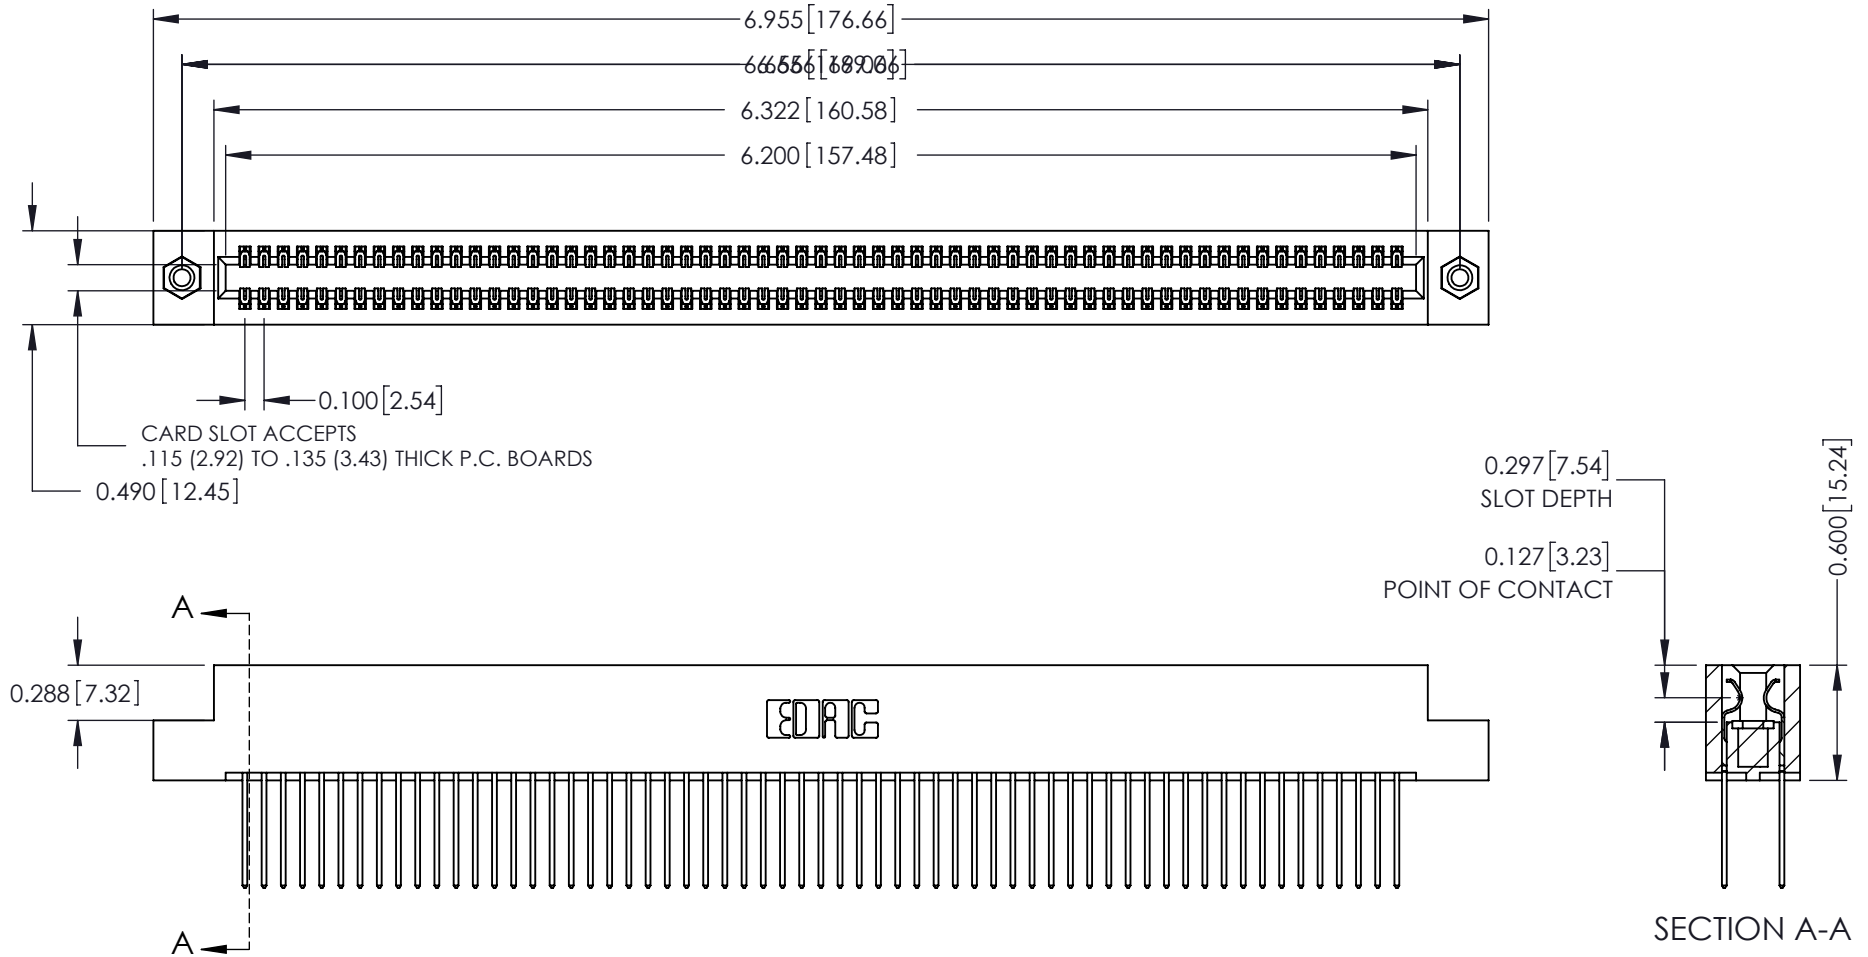 6.955[176.66]
6.322[160.58]
6.200[157.48]
0.100[2.54]
CARD SLOT ACCEPTS
.115 (2.92) TO .135 (3.43) THICK P.C. BOARDS
0.490[12.45]
0.297[7.54]
SLOT DEPTH
0.127[3.23]
POINT OF CONTACT
0.600[15.24]
A
0.288[7.32]
EDAC
A
SECTION A-A